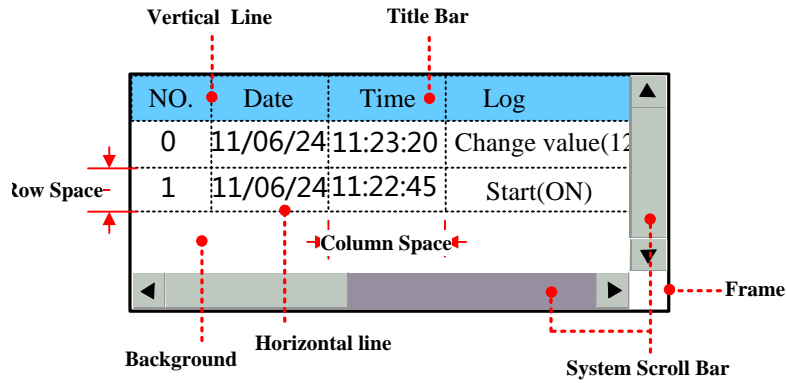 Vertical Line Title Bar
NO. Date Time Log
0 11/06/24 11:23:20 Change value(12
1 11/06/24 11:22:45 Start(ON)
Row Space
Column Space
Frame
Background
Horizontal line
System Scroll Bar